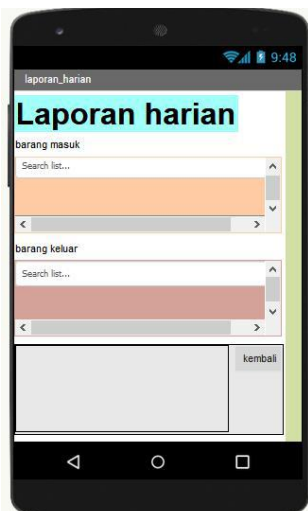 9:48
laporan_harian
Laporan harian
barang masuk
Search list...
barang keluar
Search list...
kembali